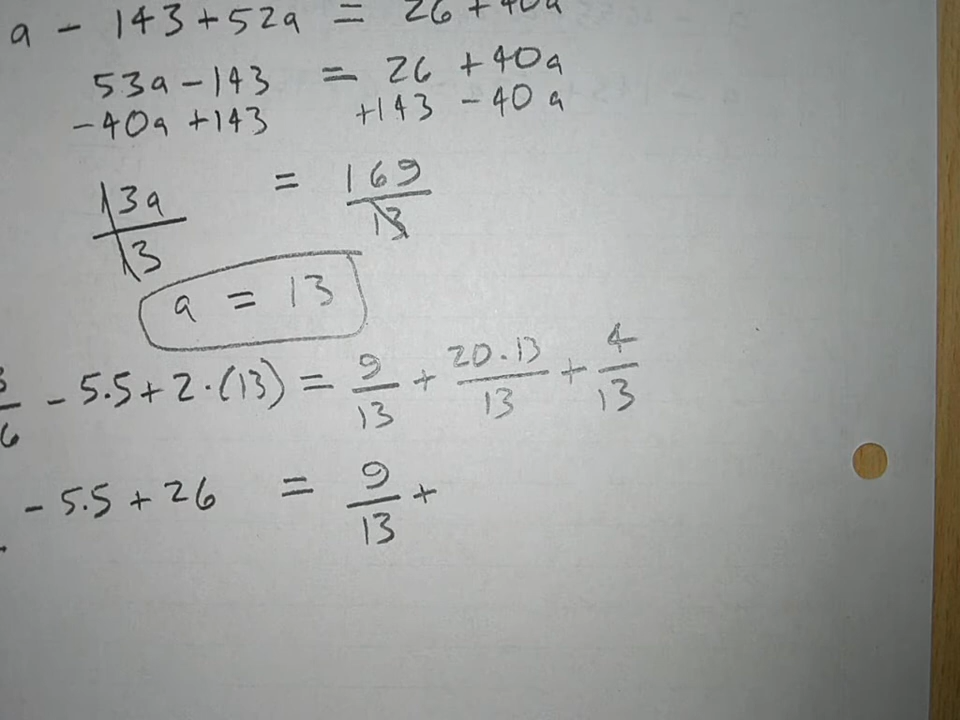 a - 143 + 52a = 26 + 40a
53a - 143 = 26 + 40a
-40a + 143 +143 - 40a
13a/13 = 169/13
a = 13
- 5.5 + 2 · (13) = 9/13 + 20·13/13 + 4/13
- 5.5 + 26 = 9/13 +